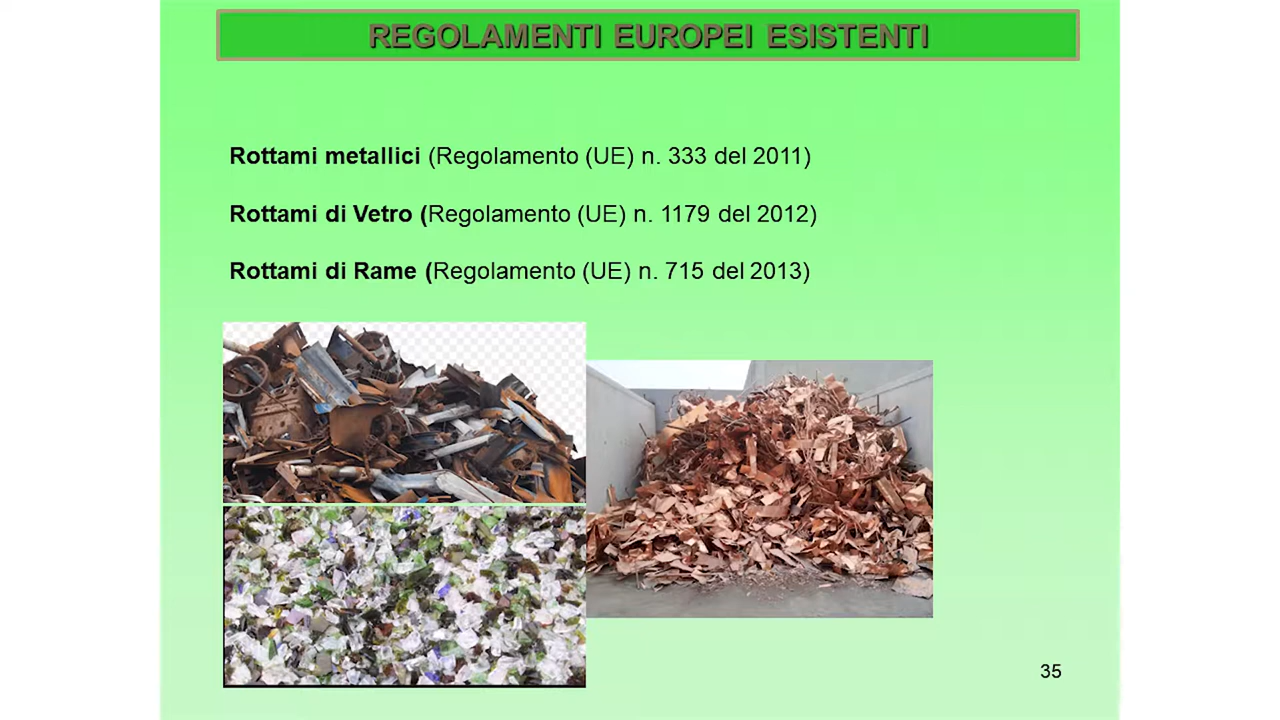 REGOLAMENTI EUROPEI ESISTENTI
Rottami metallici (Regolamento (UE) n. 333 del 2011)
Rottami di Vetro (Regolamento (UE) n. 1179 del 2012)
Rottami di Rame (Regolamento (UE) n. 715 del 2013)
35